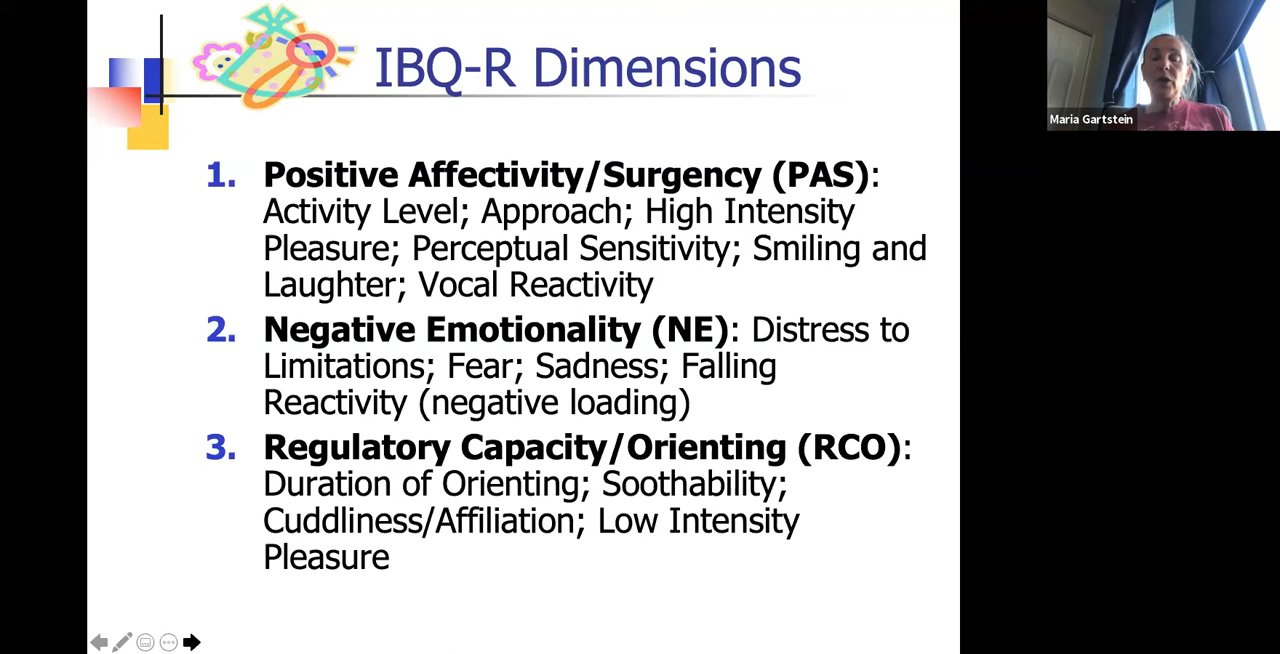 IBQ-R Dimensions
Maria Gartstein
1. Positive Affectivity/Surgency (PAS):
Activity Level; Approach; High Intensity
Pleasure; Perceptual Sensitivity; Smiling and
Laughter; Vocal Reactivity
2. Negative Emotionality (NE): Distress to
Limitations; Fear; Sadness; Falling
Reactivity (negative loading)
3. Regulatory Capacity/Orienting (RCO):
Duration of Orienting; Soothability;
Cuddliness/Affiliation; Low Intensity
Pleasure